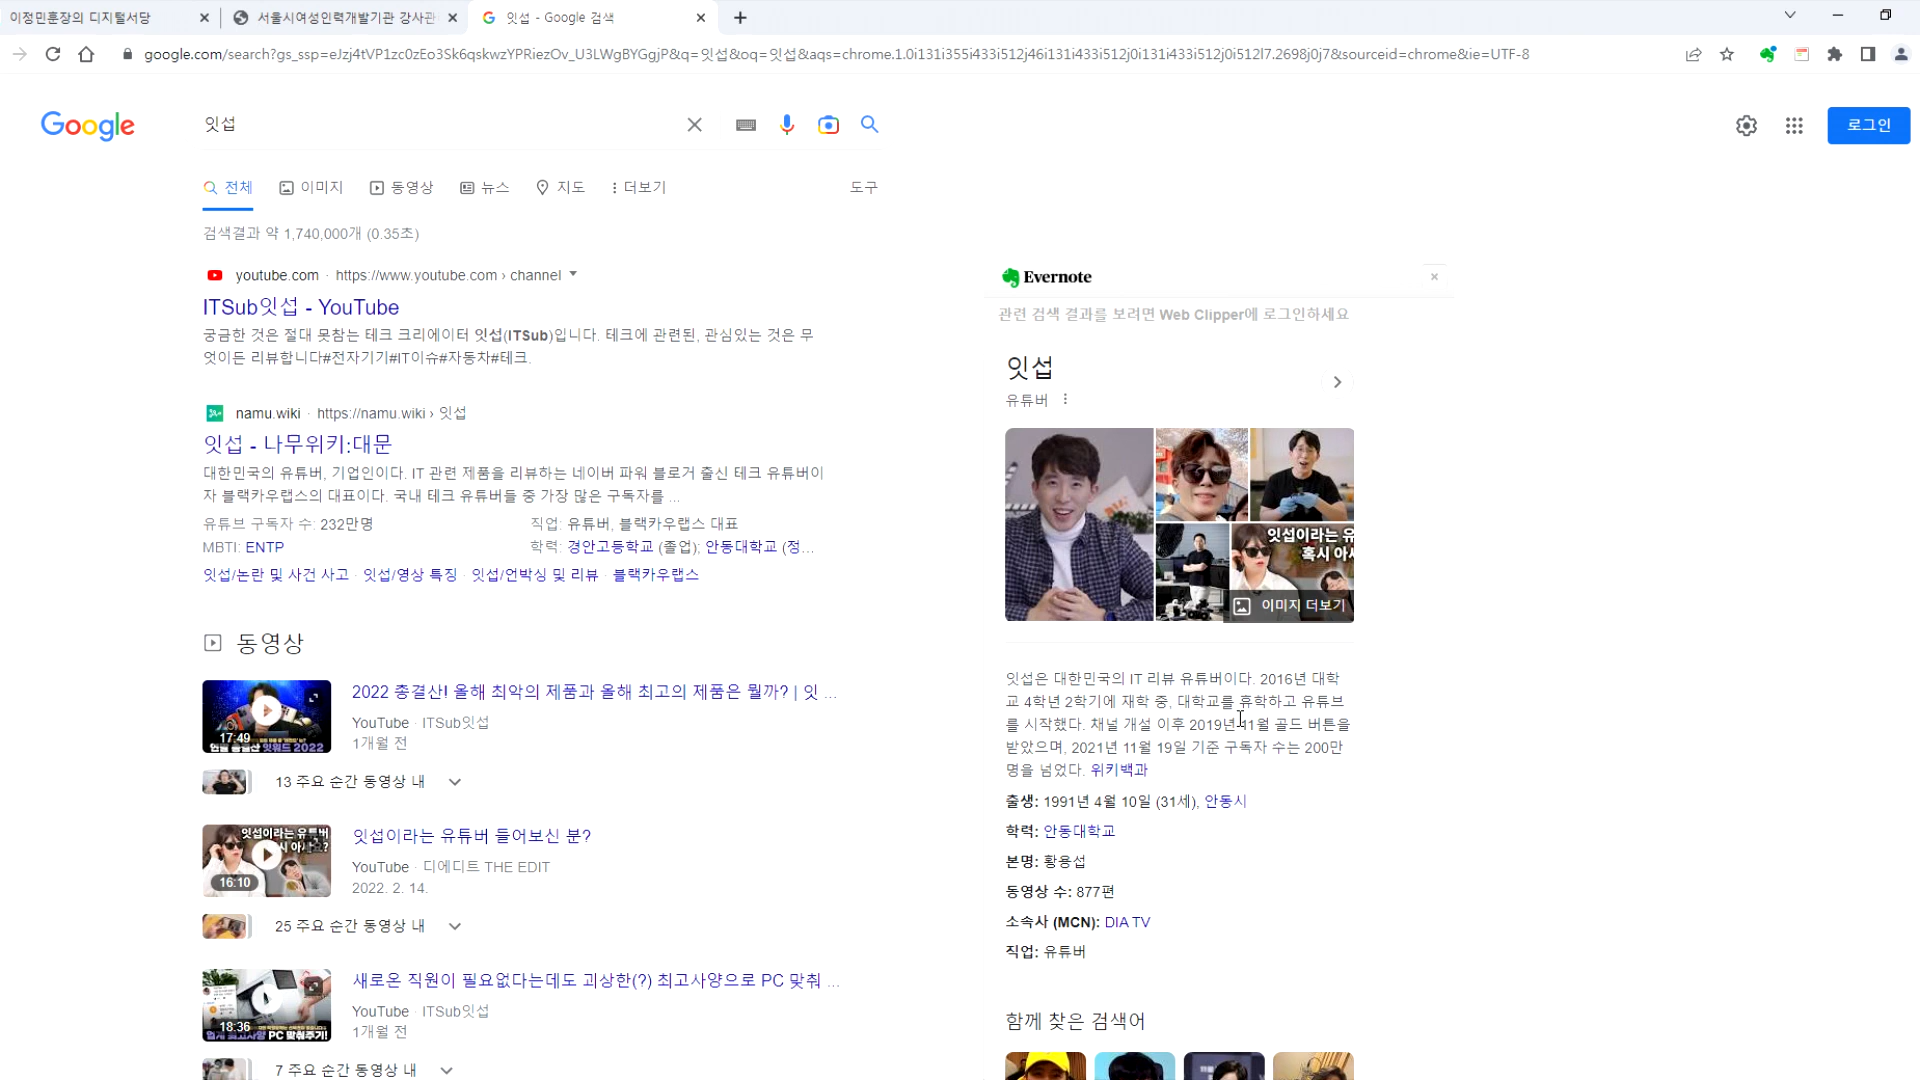 이정민훈장의 디지털서당
서울시여성인력개발기관 강사관
잇섭 - Google 검색
google.com/search?gs_ssp=eJzj4tVP1zc0zEo3Sk6qskwzYPRiezOv_U3LWgBYGgjP&q=잇섭&oq=잇섭&aqs=chrome.1.0i131i355i433i512j46i131i433i512j0i131i433i512j0i512l7.2698j0j7&sourceid=chrome&ie=UTF-8
Google
잇섭
로그인
전체
이미지
동영상
뉴스
지도
더보기
도구
검색결과 약 1,740,000개 (0.35초)
youtube.com · https://www.youtube.com › channel
ITSub잇섭 - YouTube
궁금한 것은 절대 못참는 테크 크리에이터 잇섭(ITSub)입니다. 테크에 관련된, 관심있는 것은 무
엇이든 리뷰합니다#전자기기#IT이슈#자동차#테크.
namu.wiki · https://namu.wiki › 잇섭
잇섭 - 나무위키:대문
대한민국의 유튜버, 기업인이다. IT 관련 제품을 리뷰하는 네이버 파워 블로거 출신 테크 유튜버이
자 블랙카우랩스의 대표이다. 국내 테크 유튜버들 중 가장 많은 구독자를 ...
유튜브 구독자 수: 232만명
직업: 유튜버, 블랙카우랩스 대표
MBTI: ENTP
학력: 경안고등학교 (졸업); 안동대학교 (정...
잇섭/논란 및 사건 사고 · 잇섭/영상 특징 · 잇섭/언박싱 및 리뷰 · 블랙카우랩스
동영상
2022 총결산! 올해 최악의 제품과 올해 최고의 제품은 뭘까? | 잇 ...
YouTube · ITSub잇섭
1개월 전
17:49
잇워드 2022
13 주요 순간 동영상 내
잇섭이라는 유튜버 들어보신 분?
YouTube · 디에디트 THE EDIT
2022. 2. 14.
잇섭이라는 유튜버
16:10
25 주요 순간 동영상 내
새로온 직원이 필요없다는데도 괴상한(?) 최고사양으로 PC 맞춰 ...
YouTube · ITSub잇섭
1개월 전
18:36
PC 맞춰주기!
7 주요 순간 동영상 내
Evernote
관련 검색 결과를 보려면 Web Clipper에 로그인하세요
잇섭
유튜버
잇섭이라는 유
혹시 아시
이미지 더보기
잇섭은 대한민국의 IT 리뷰 유튜버이다. 2016년 대학
교 4학년 2학기에 재학 중, 대학교를 휴학하고 유튜브
를 시작했다. 채널 개설 이후 2019년 11월 골드 버튼을
받았으며, 2021년 11월 19일 기준 구독자 수는 200만
명을 넘었다. 위키백과
출생: 1991년 4월 10일 (31세), 안동시
학력: 안동대학교
본명: 황용섭
동영상 수: 877편
소속사 (MCN): DIA TV
직업: 유튜버
함께 찾은 검색어